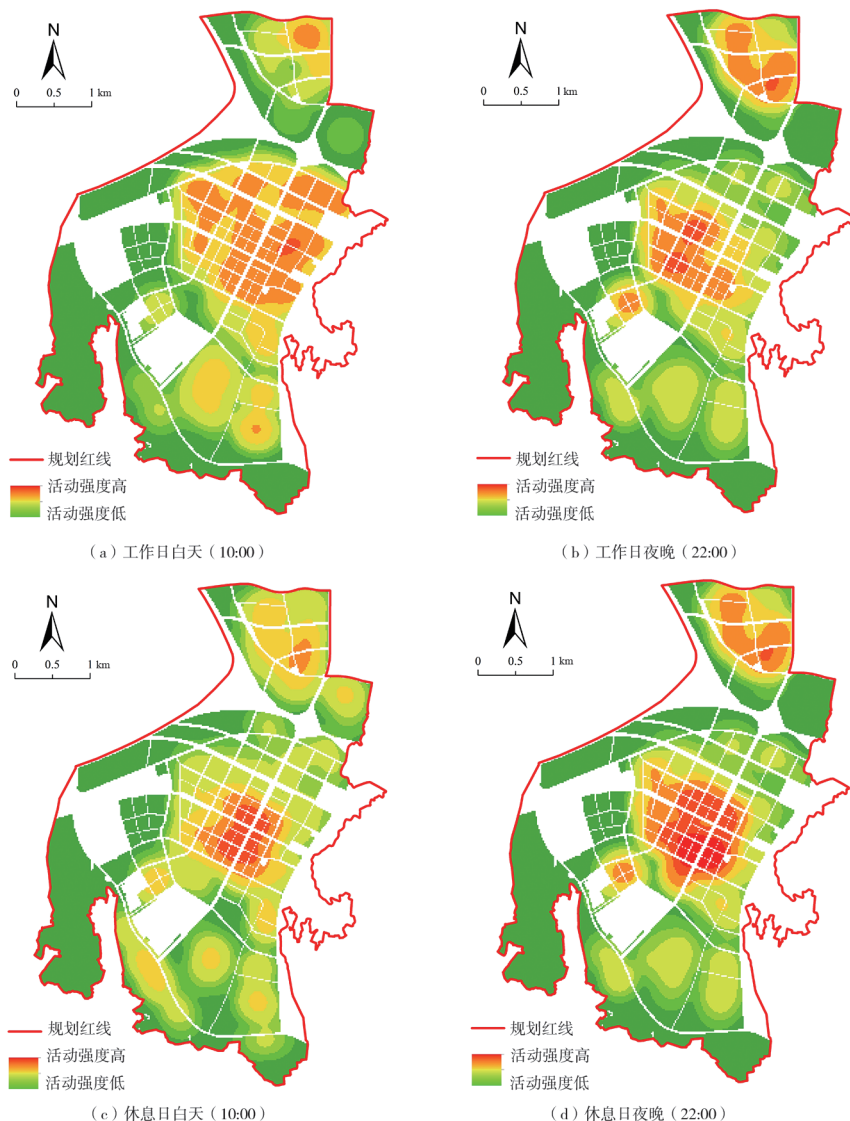 N
0 0.5 1 km
规划红线
活动强度高
活动强度低
（a）工作日白天（10:00）
N
0 0.5 1 km
规划红线
活动强度高
活动强度低
（b）工作日夜晚（22:00）
N
0 0.5 1 km
规划红线
活动强度高
活动强度低
（c）休息日白天（10:00）
N
0 0.5 1 km
规划红线
活动强度高
活动强度低
（d）休息日夜晚（22:00）